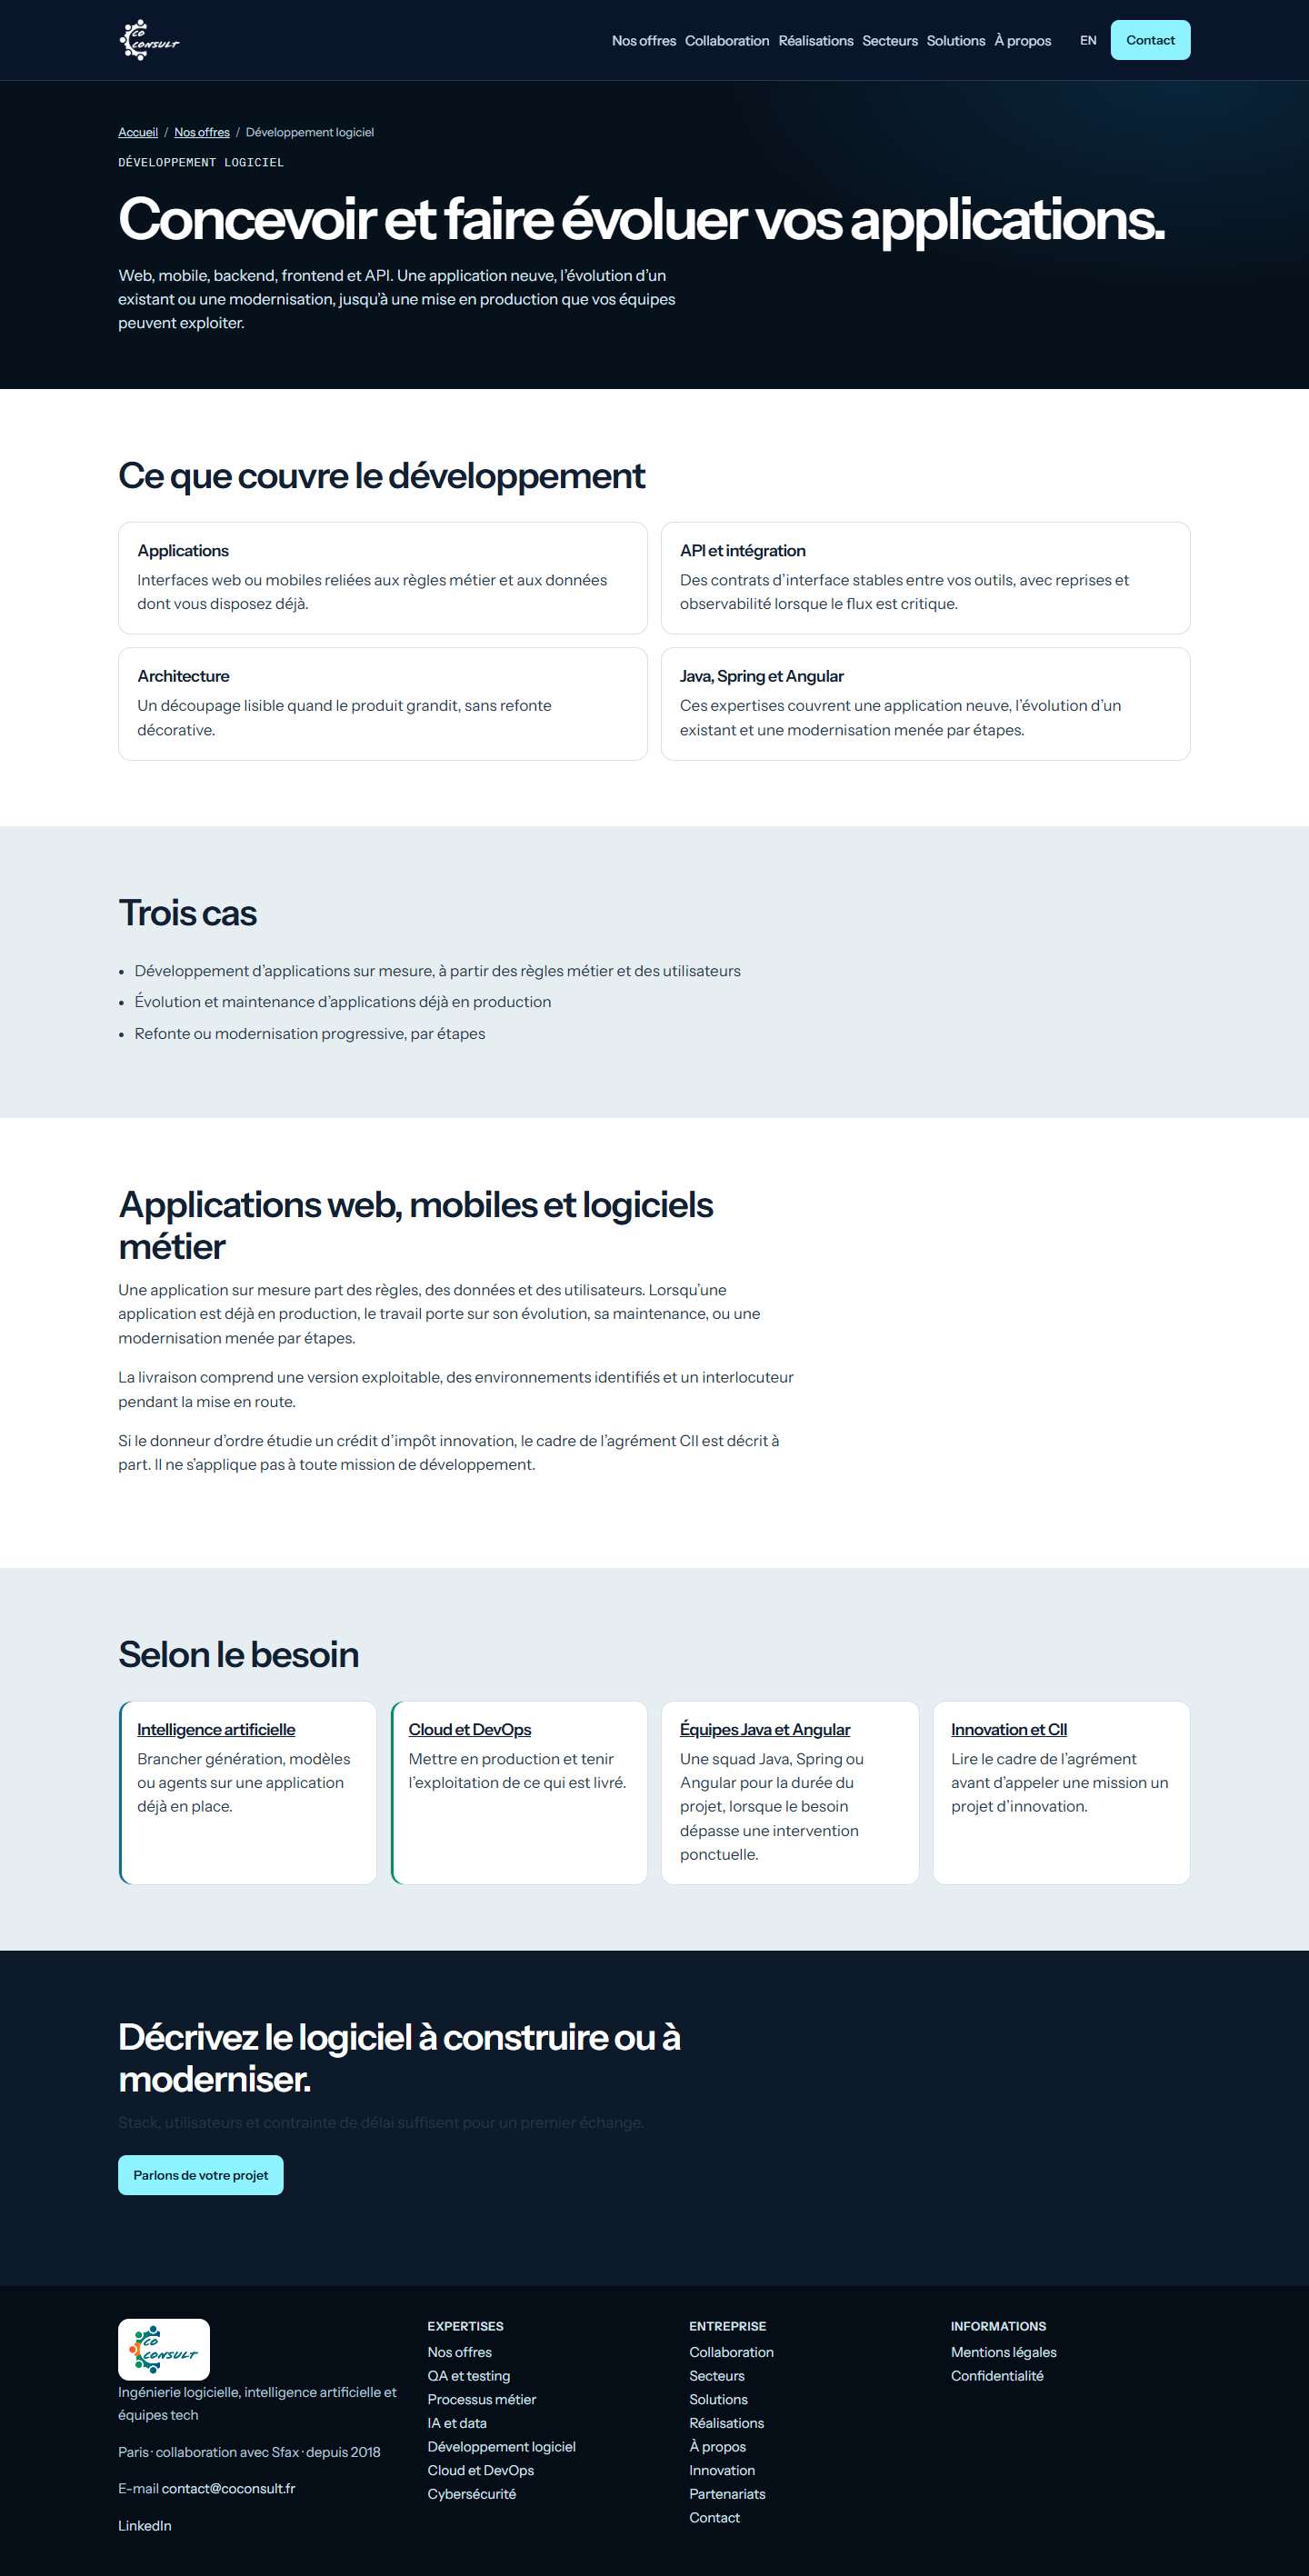 CO
CONSULT
Nos offres Collaboration Réalisations Secteurs Solutions À propos EN Contact
Accueil / Nos offres / Développement logiciel
DÉVELOPPEMENT LOGICIEL
Concevoir et faire évoluer vos applications.
Web, mobile, backend, frontend et API. Une application neuve, l’évolution d’un
existant ou une modernisation, jusqu’à une mise en production que vos équipes
peuvent exploiter.
Ce que couvre le développement
Applications
Interfaces web ou mobiles reliées aux règles métier et aux données
dont vous disposez déjà.
API et intégration
Des contrats d’interface stables entre vos outils, avec reprises et
observabilité lorsque le flux est critique.
Architecture
Un découpage lisible quand le produit grandit, sans refonte
décorative.
Java, Spring et Angular
Ces expertises couvrent une application neuve, l’évolution d’un
existant et une modernisation menée par étapes.
Trois cas
• Développement d’applications sur mesure, à partir des règles métier et des utilisateurs
• Évolution et maintenance d’applications déjà en production
• Refonte ou modernisation progressive, par étapes
Applications web, mobiles et logiciels
métier
Une application sur mesure part des règles, des données et des utilisateurs. Lorsqu’une
application est déjà en production, le travail porte sur son évolution, sa maintenance, ou une
modernisation menée par étapes.
La livraison comprend une version exploitable, des environnements identifiés et un interlocuteur
pendant la mise en route.
Si le donneur d’ordre étudie un crédit d’impôt innovation, le cadre de l’agrément CII est décrit à
part. Il ne s’applique pas à toute mission de développement.
Selon le besoin
Intelligence artificielle
Brancher génération, modèles
ou agents sur une application
déjà en place.
Cloud et DevOps
Mettre en production et tenir
l’exploitation de ce qui est livré.
Équipes Java et Angular
Une squad Java, Spring ou
Angular pour la durée du
projet, lorsque le besoin
dépasse une intervention
ponctuelle.
Innovation et CII
Lire le cadre de l’agrément
avant d’appeler une mission un
projet d’innovation.
Décrivez le logiciel à construire ou à
moderniser.
Stack, utilisateurs et contrainte de délai suffisent pour un premier échange.
Parlons de votre projet
CO
CONSULT
Ingénierie logicielle, intelligence artificielle et
équipes tech
Paris · collaboration avec Sfax · depuis 2018
E-mail contact@coconsult.fr
LinkedIn
EXPERTISES
Nos offres
QA et testing
Processus métier
IA et data
Développement logiciel
Cloud et DevOps
Cybersécurité
ENTREPRISE
Collaboration
Secteurs
Solutions
Réalisations
À propos
Innovation
Partenariats
Contact
INFORMATIONS
Mentions légales
Confidentialité